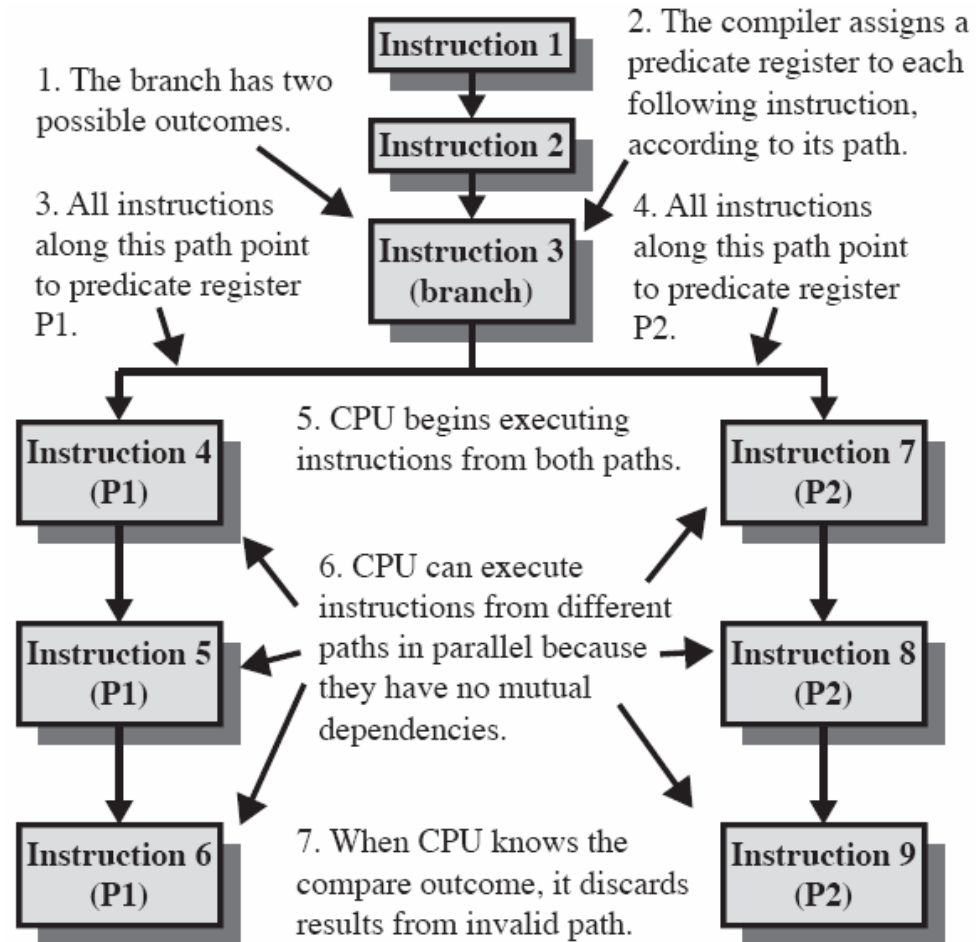 Instruction 1
1. The branch has two
possible outcomes.
2. The compiler assigns a
predicate register to each
following instruction,
according to its path.
Instruction 2
3. All instructions
along this path point
to predicate register
P1.
Instruction 3
(branch)
4. All instructions
along this path point
to predicate register
P2.
Instruction 4
(P1)
5. CPU begins executing
instructions from both paths.
Instruction 7
(P2)
6. CPU can execute
instructions from different
paths in parallel because
they have no mutual
dependencies.
Instruction 5
(P1)
Instruction 8
(P2)
Instruction 6
(P1)
7. When CPU knows the
compare outcome, it discards
results from invalid path.
Instruction 9
(P2)